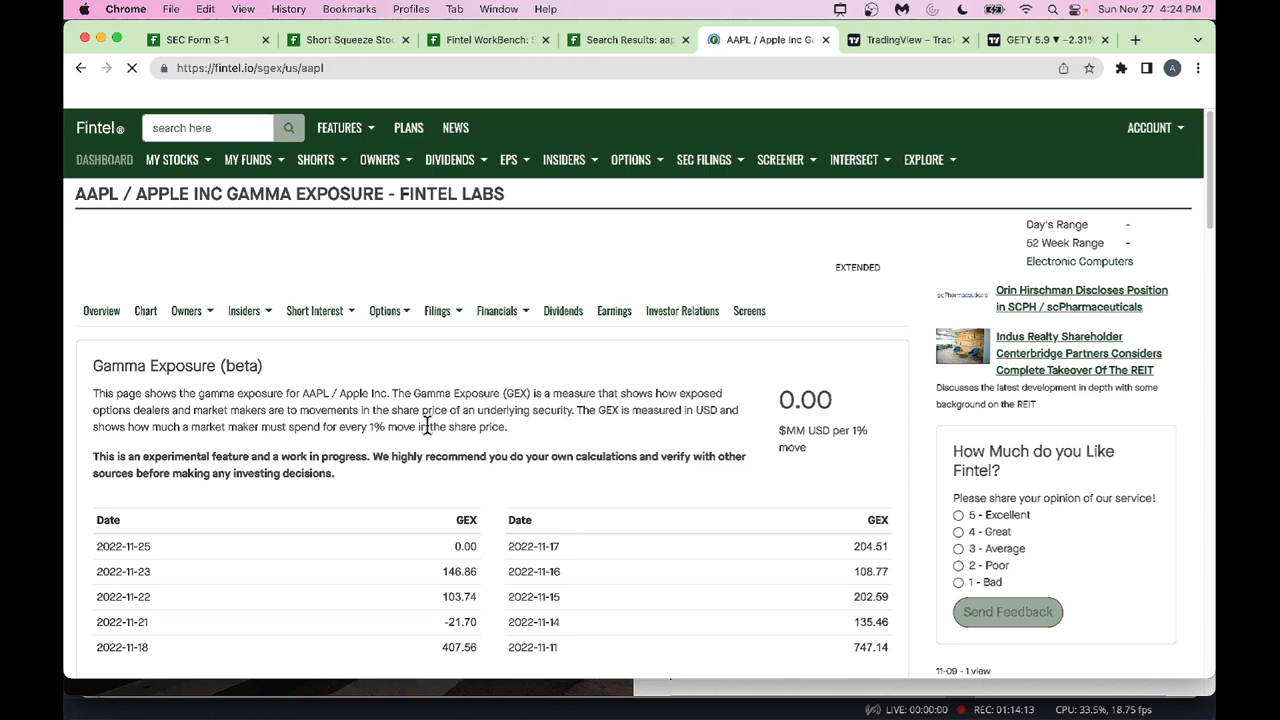 Chrome File Edit View History Bookmarks Profiles Tab Window Help Sun Nov 27 4:24 PM
SEC Form S-1 Short Squeeze Stoc Fintel WorkBench: S Search Results: aap AAPL / Apple Inc Ga TradingView – Track GETY 5.9 ▼ −2.31%
https://fintel.io/sgex/us/aapl
Fintel® search here FEATURES PLANS NEWS ACCOUNT
DASHBOARD MY STOCKS MY FUNDS SHORTS OWNERS DIVIDENDS EPS INSIDERS OPTIONS SEC FILINGS SCREENER INTERSECT EXPLORE
AAPL / APPLE INC GAMMA EXPOSURE - FINTEL LABS
Day's Range -
52 Week Range -
Electronic Computers
EXTENDED
Overview Chart Owners Insiders Short Interest Options Filings Financials Dividends Earnings Investor Relations Screens
Gamma Exposure (beta)
This page shows the gamma exposure for AAPL / Apple Inc. The Gamma Exposure (GEX) is a measure that shows how exposed
options dealers and market makers are to movements in the share price of an underlying security. The GEX is measured in USD and
shows how much a market maker must spend for every 1% move in the share price.
This is an experimental feature and a work in progress. We highly recommend you do your own calculations and verify with other
sources before making any investing decisions.
0.00
$MM USD per 1%
move
Date GEX Date GEX
2022-11-25 0.00 2022-11-17 204.51
2022-11-23 146.86 2022-11-16 108.77
2022-11-22 103.74 2022-11-15 202.59
2022-11-21 -21.70 2022-11-14 135.46
2022-11-18 407.56 2022-11-11 747.14
scPharmaceuticals
Orin Hirschman Discloses Position
in SCPH / scPharmaceuticals
Indus Realty Shareholder
Centerbridge Partners Considers
Complete Takeover Of The REIT
Discusses the latest development in depth with some
background on the REIT
How Much do you Like
Fintel?
Please share your opinion of our service!
5 - Excellent
4 - Great
3 - Average
2 - Poor
1 - Bad
Send Feedback
11-09 - 1 view
LIVE: 00:00:00 REC: 01:14:13 CPU: 33.5%, 18.75 fps